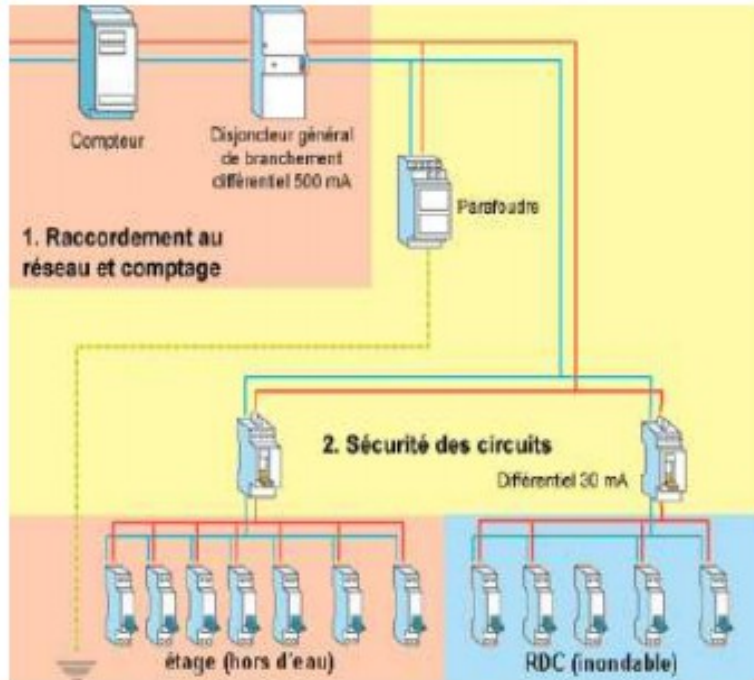 Compteur
Disjoncteur général
de branchement
différentiel 500 mA
Parafoudre
1. Raccordement au
réseau et comptage
2. Sécurité des circuits
Différentiel 30 mA
étage (hors d'eau)
RDC (inondable)